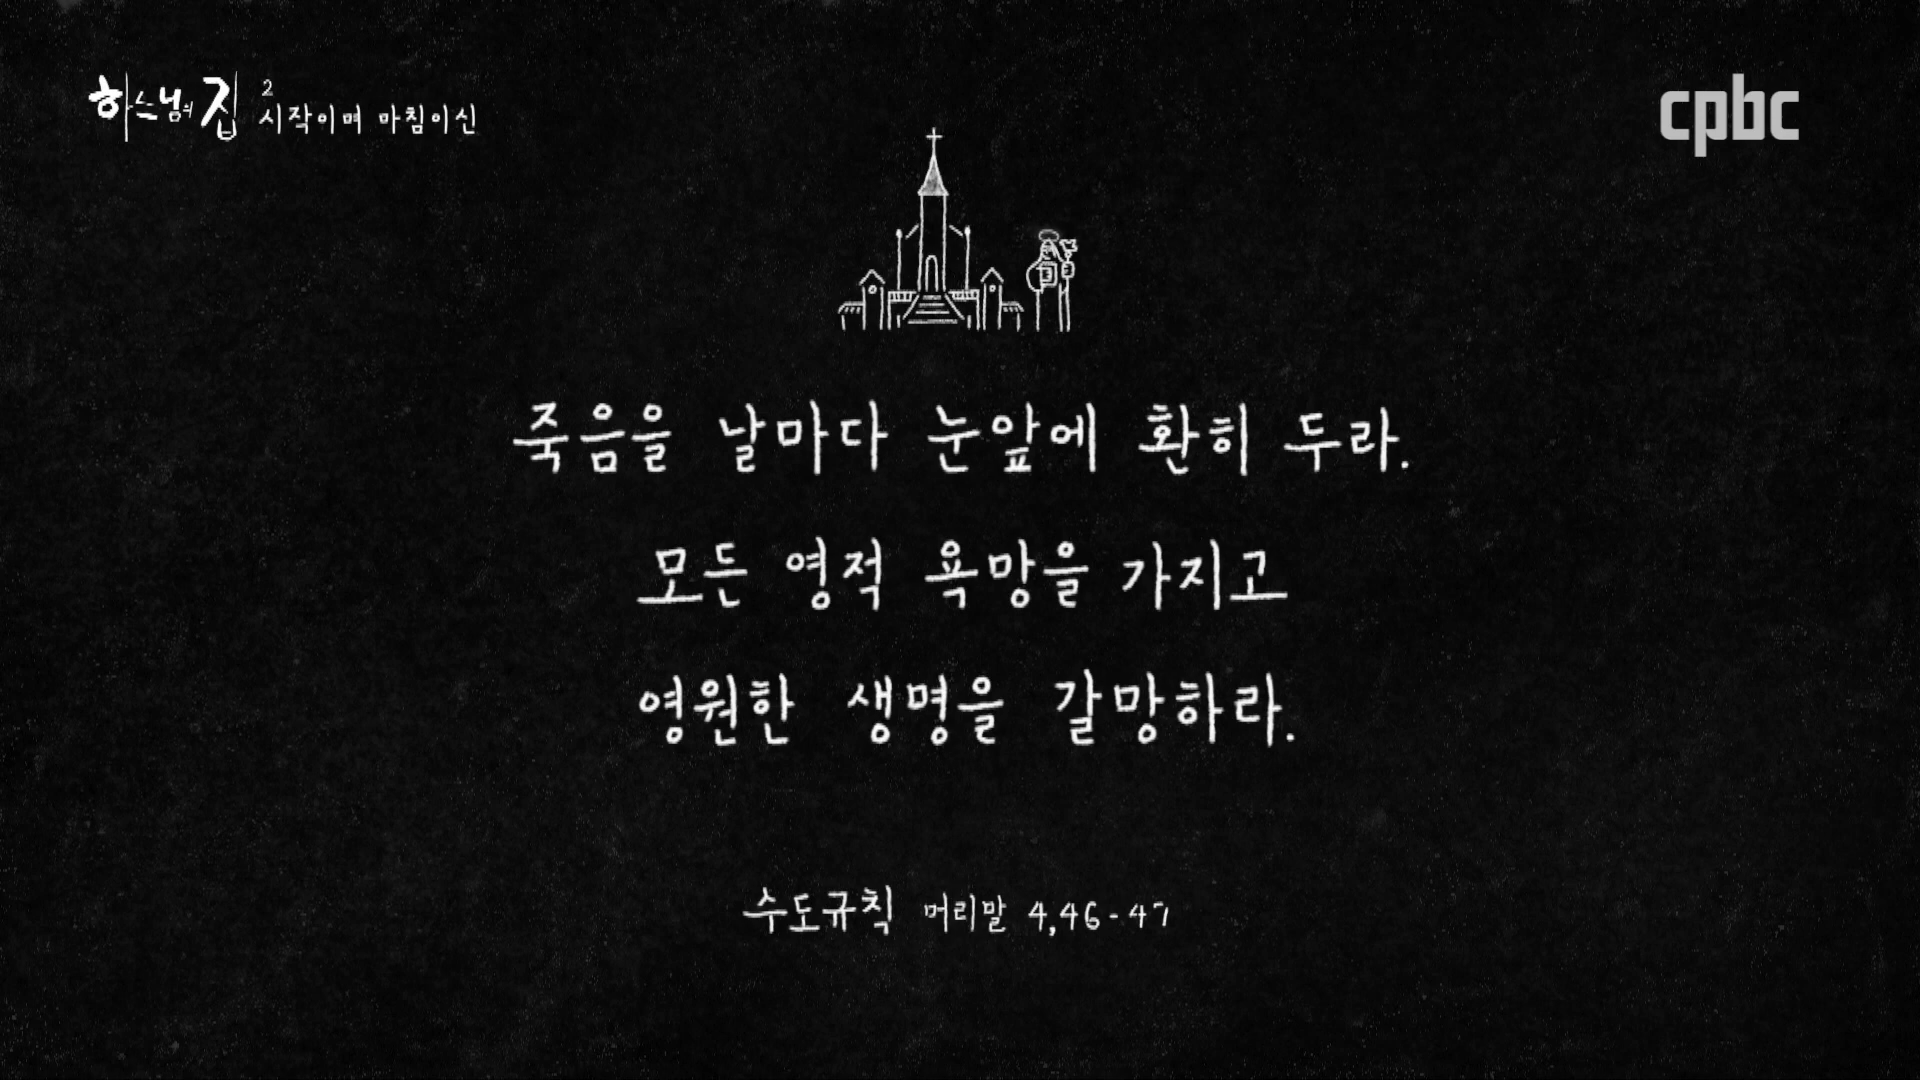 하느님의 집 2
시작이며 마침이신
cpbc
죽음을 날마다 눈앞에 환히 두라.
모든 영적 욕망을 가지고
영원한 생명을 갈망하라.
수도규칙 머리말 4,46-47